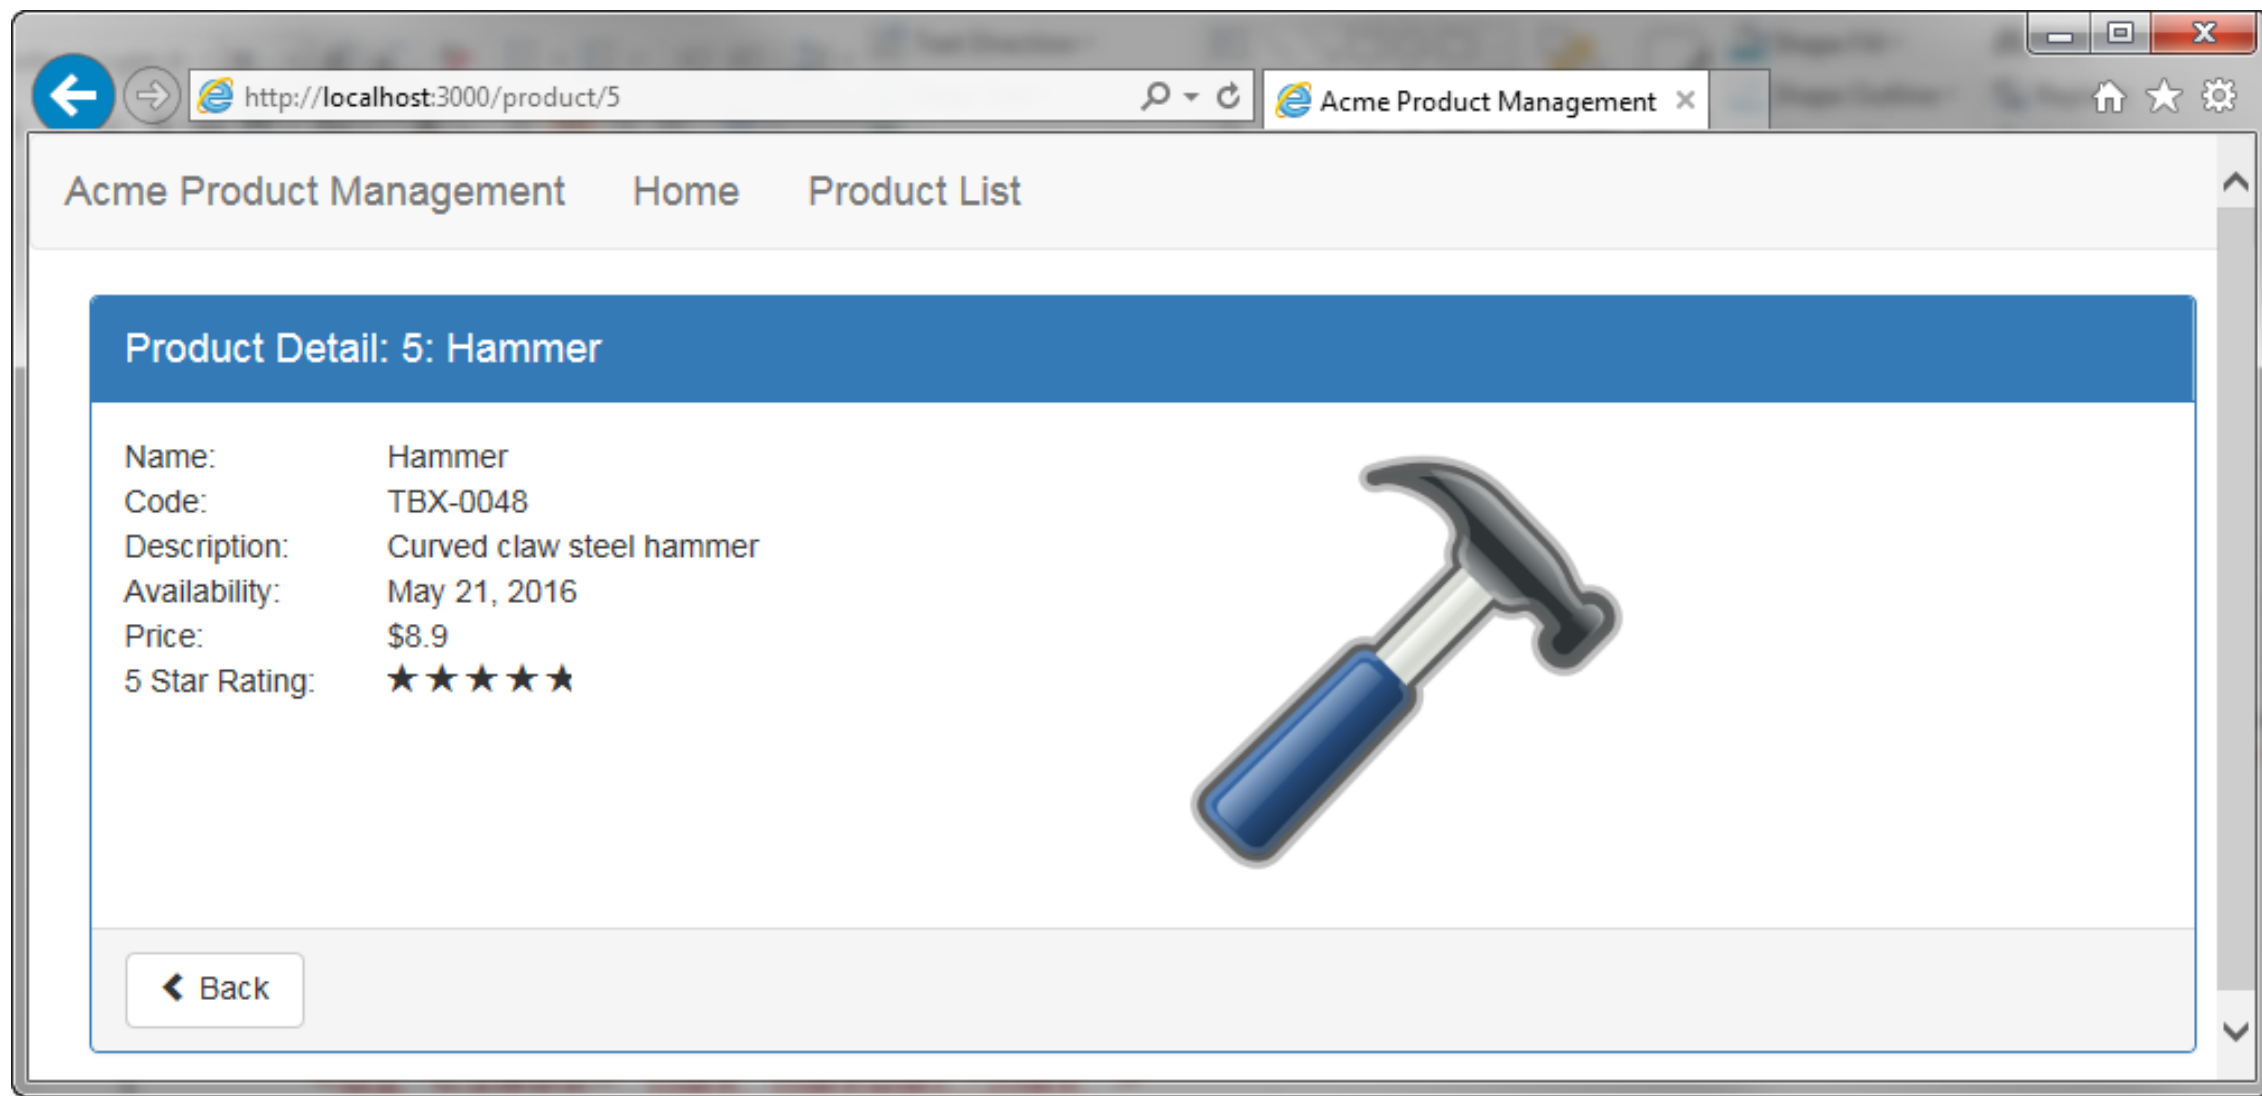 http://localhost:3000/product/5
Acme Product Management
Acme Product Management Home Product List
Product Detail: 5: Hammer
Name: Hammer
Code: TBX-0048
Description: Curved claw steel hammer
Availability: May 21, 2016
Price: $8.9
5 Star Rating: ★★★★★
Back